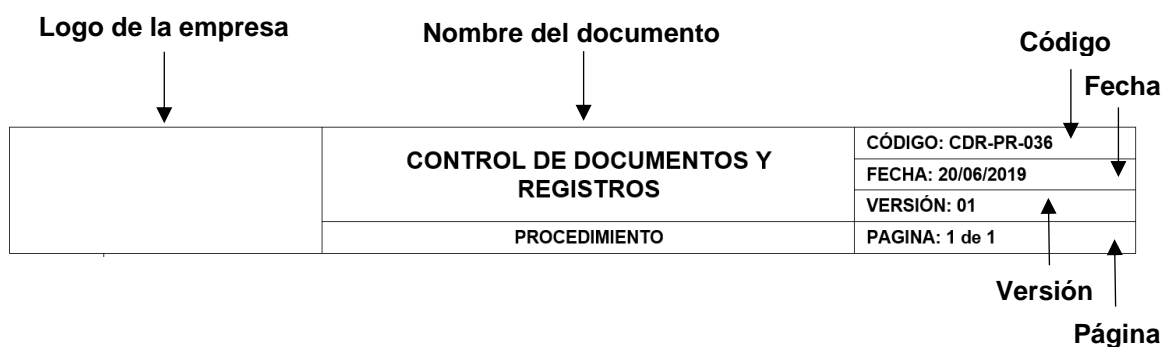 Logo de la empresa
Nombre del documento
Código
Fecha
CONTROL DE DOCUMENTOS Y
REGISTROS
PROCEDIMIENTO
CÓDIGO: CDR-PR-036
FECHA: 20/06/2019
VERSIÓN: 01
PAGINA: 1 de 1
Versión
Página